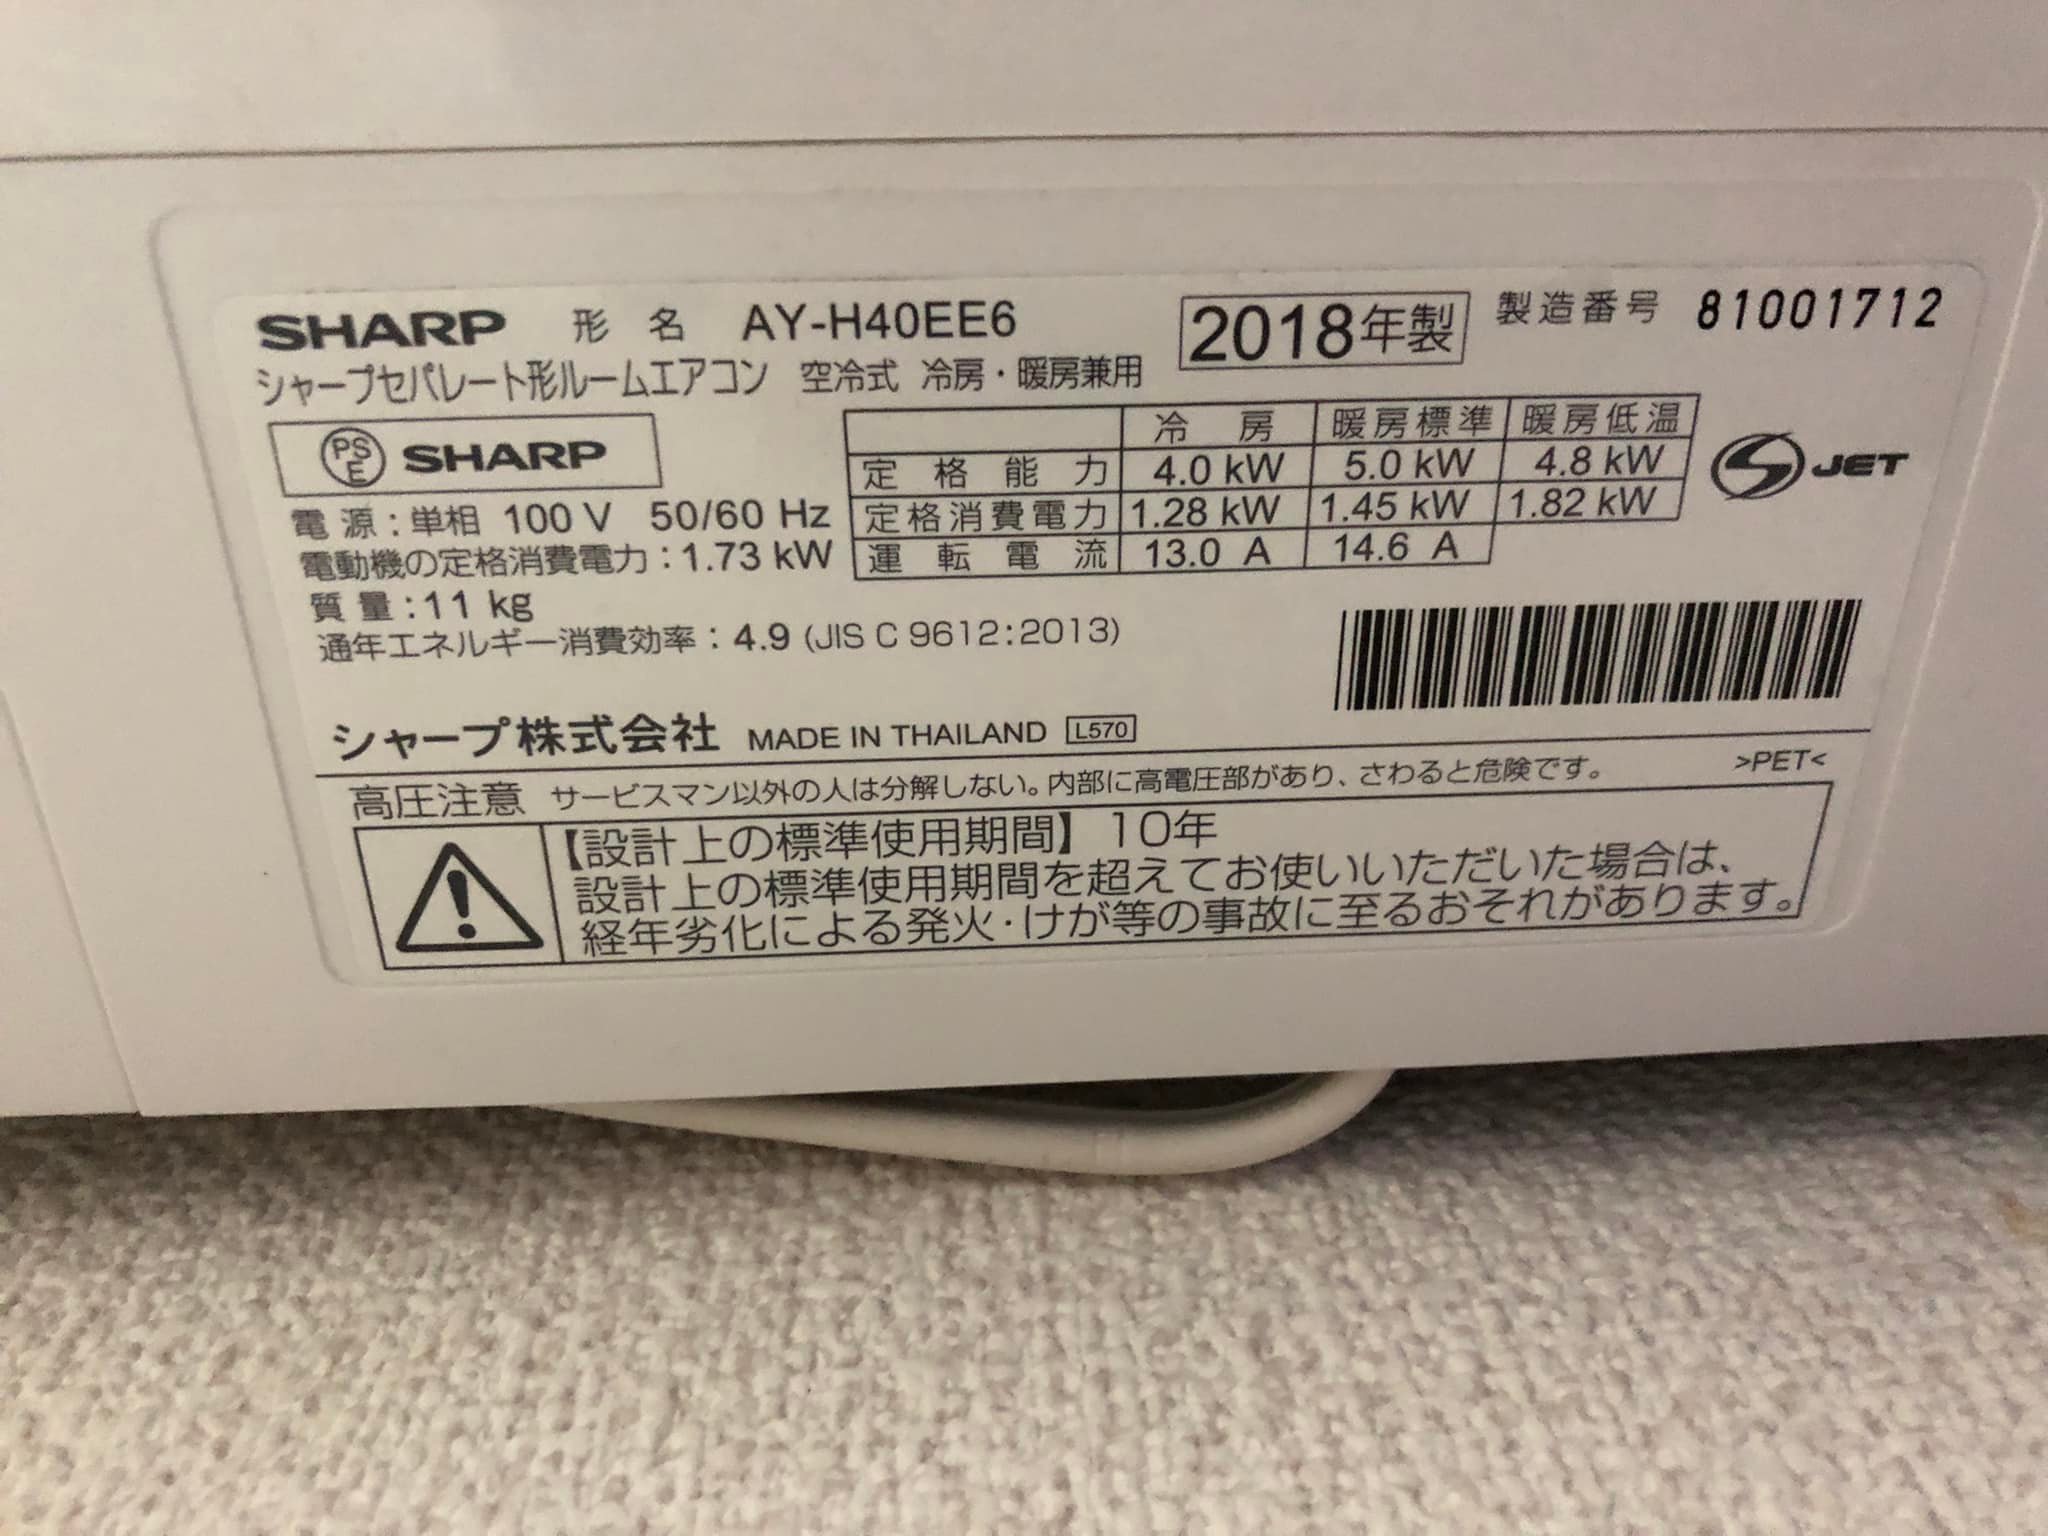 SHARP 形名 AY-H40EE6 2018年製 製造番号 81001712
シャープセパレート形ルームエアコン 空冷式 冷房・暖房兼用
PS E SHARP
電源:単相 100 V 50/60 Hz
電動機の定格消費電力:1.73 kW
質量:11 kg
通年エネルギー消費効率:4.9 (JIS C 9612:2013)
冷房 暖房標準 暖房低温
定格能力 4.0 kW 5.0 kW 4.8 kW
定格消費電力 1.28 kW 1.45 kW 1.82 kW
運転電流 13.0 A 14.6 A
S JET
シャープ株式会社 MADE IN THAILAND L570
高圧注意 サービスマン以外の人は分解しない。内部に高電圧部があり、さわると危険です。 >PET<
【設計上の標準使用期間】10年
設計上の標準使用期間を超えてお使いいただいた場合は、
経年劣化による発火・けが等の事故に至るおそれがあります。